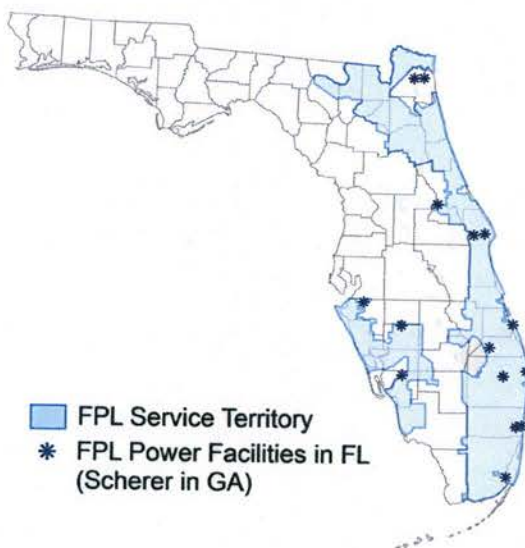 FPL Service Territory
FPL Power Facilities in FL
(Scherer in GA)